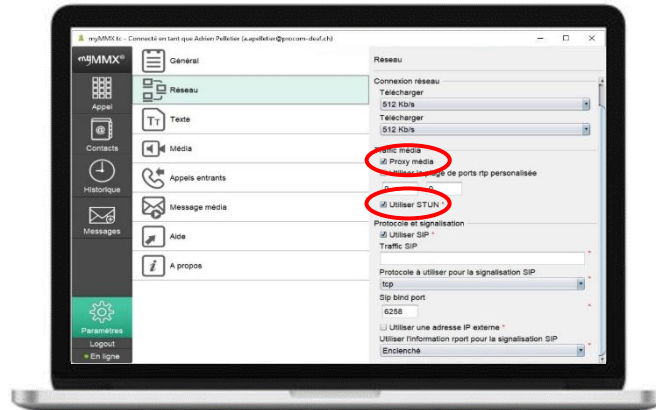 myMMX tc - Connecté en tant que Adrien Pelletier (a.apelletier@procom-deaf.ch)
myMMX®
Appel
Contacts
Historique
Messages
Paramètres
Logout
En ligne
Général
Réseau
Texte
Média
Appels entrants
Message média
Aide
A propos
Réseau
Connexion réseau
Télécharger
512 Kb/s
Télécharger
512 Kb/s
Traffic média
Proxy média
Utiliser la plage de ports rtp personalisée
0 0
Utiliser STUN *
Protocole et signalisation
Utiliser SIP *
Traffic SIP
*
Protocole à utiliser pour la signalisation SIP
tcp *
Sip bind port
6258 *
Utiliser une adresse IP externe *
Utiliser l'information rport pour la signalisation SIP
Enclenché *